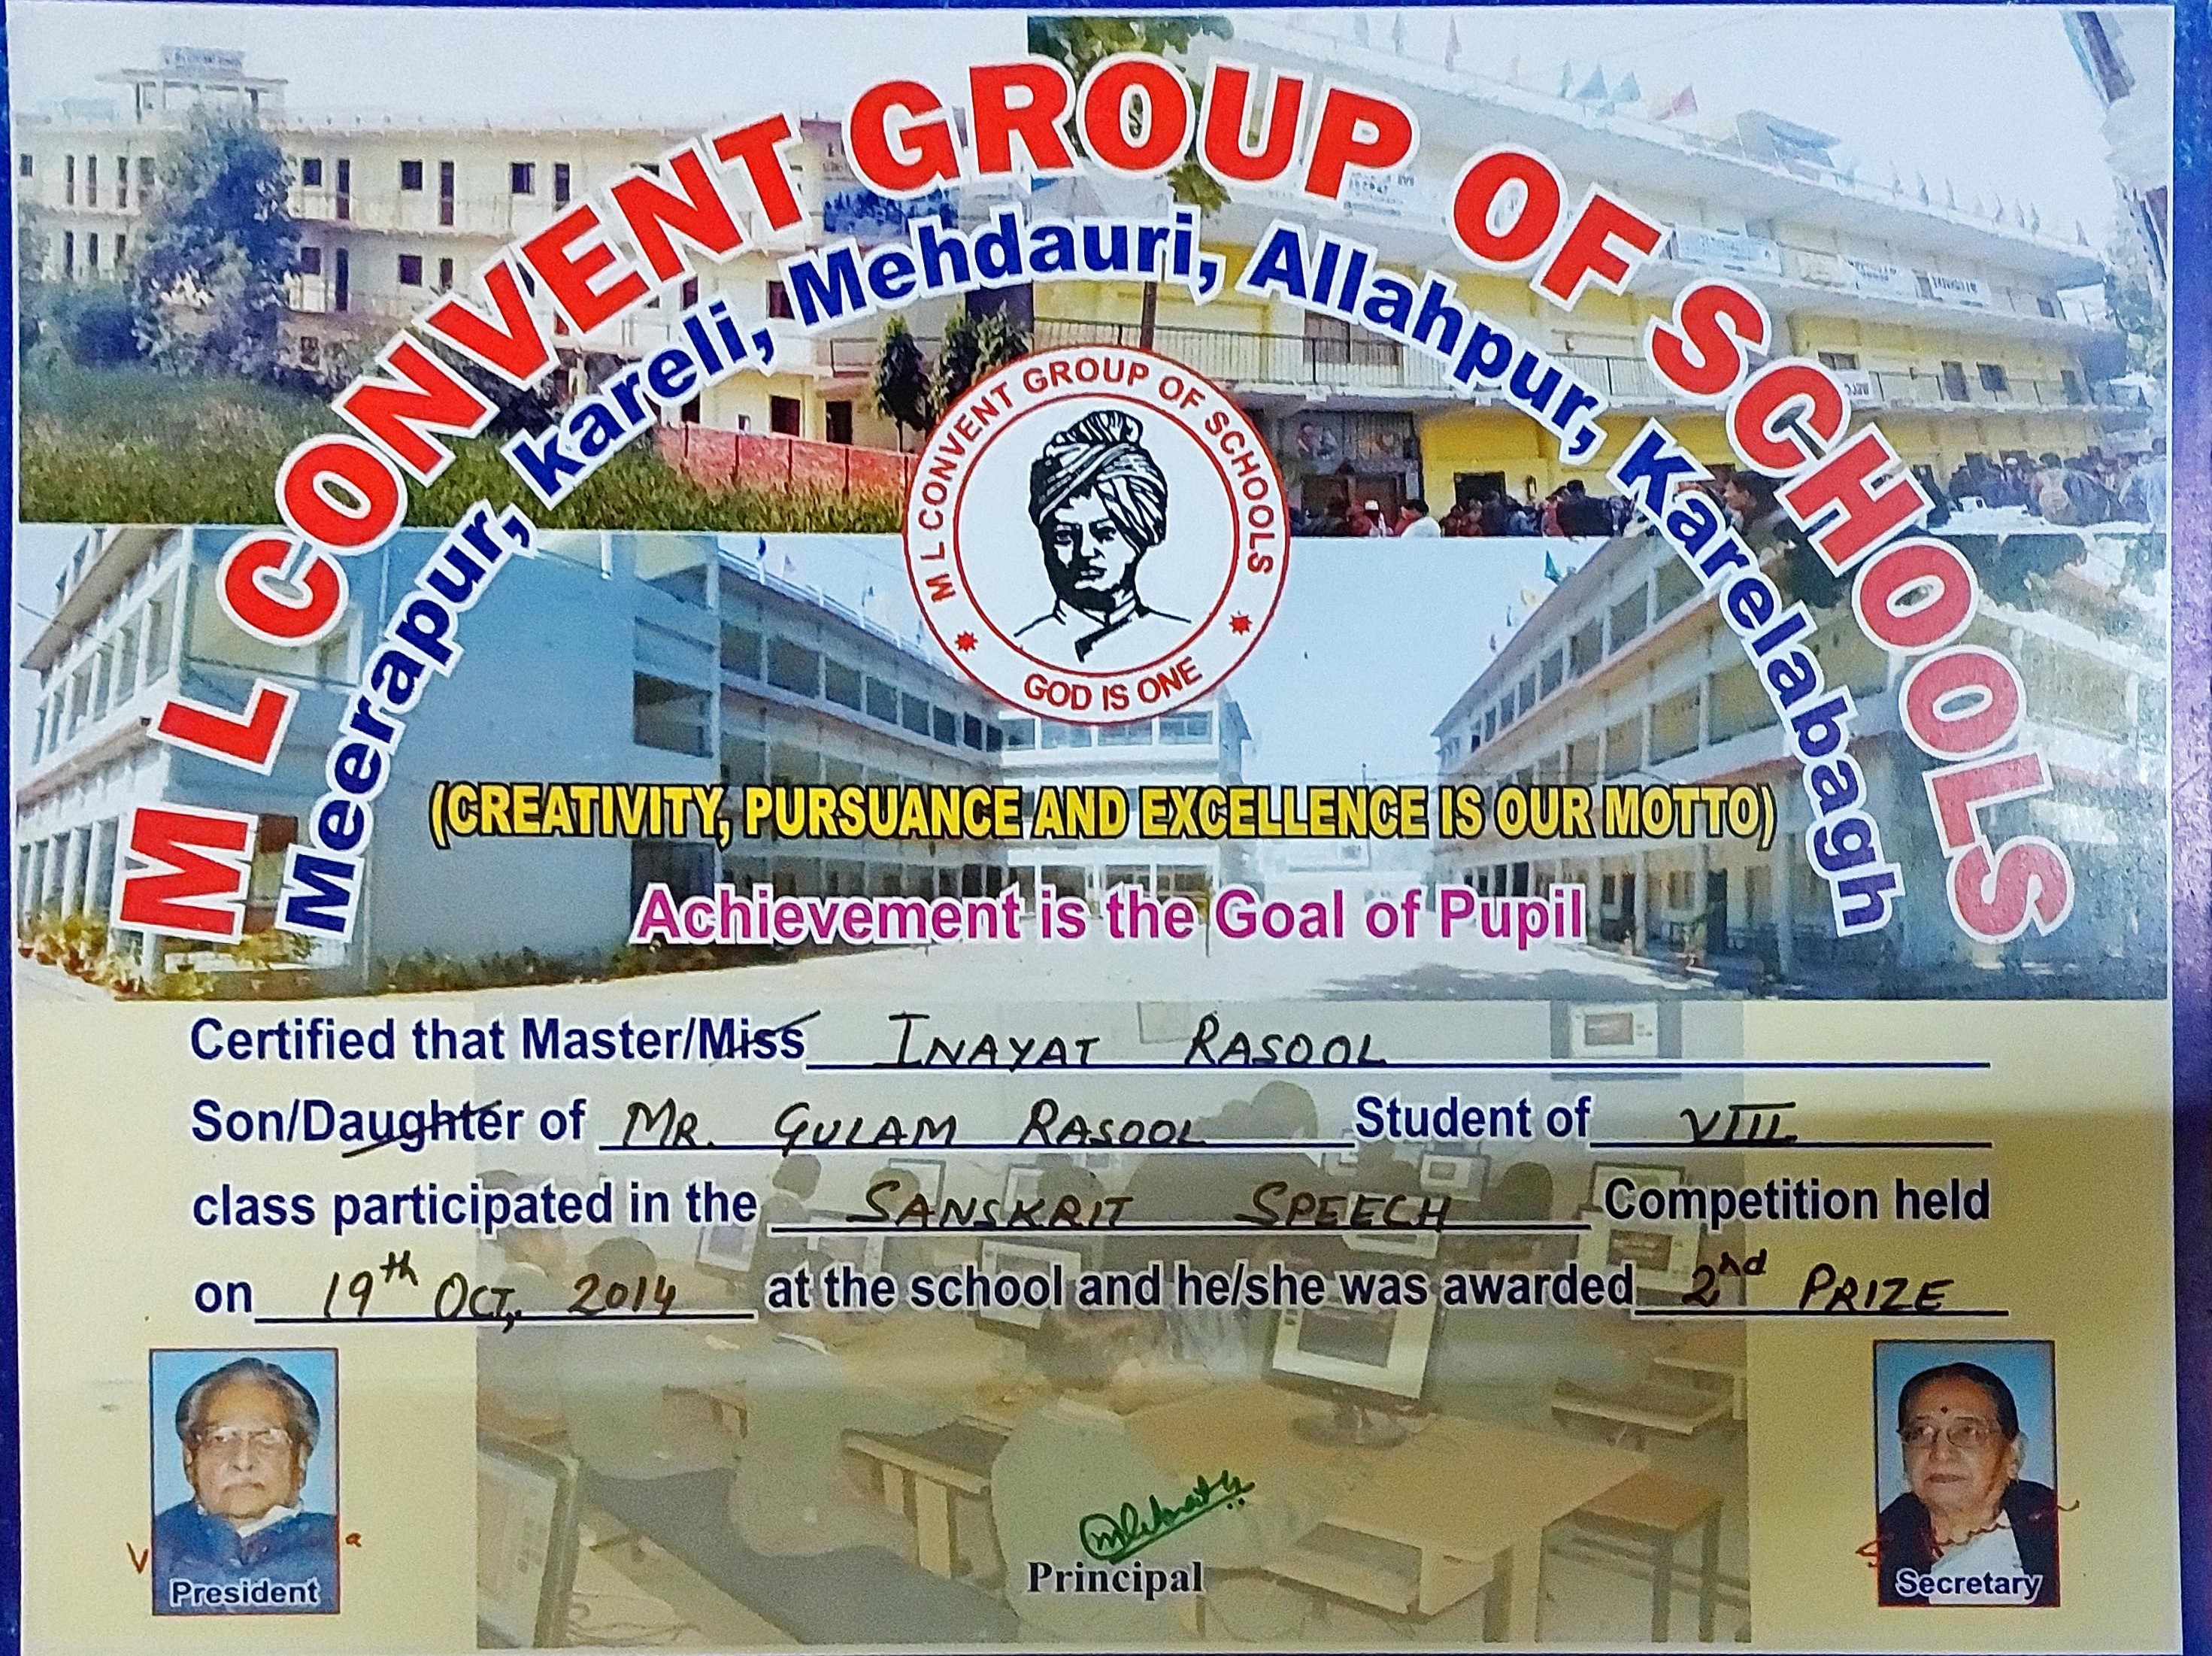 M L CONVENT GROUP OF SCHOOLS
Meerapur, kareli, Mehdauri, Allahpur, Karelabagh
M L CONVENT GROUP OF SCHOOLS
GOD IS ONE
(CREATIVITY, PURSUANCE AND EXCELLENCE IS OUR MOTTO)
Achievement is the Goal of Pupil
Certified that Master/Miss INAYAT RASOOL
Son/Daughter of MR. GULAM RASOOL Student of VIII
class participated in the SANSKRIT SPEECH Competition held
on 19th OCT, 2014 at the school and he/she was awarded 2nd PRIZE
President
Principal
Secretary